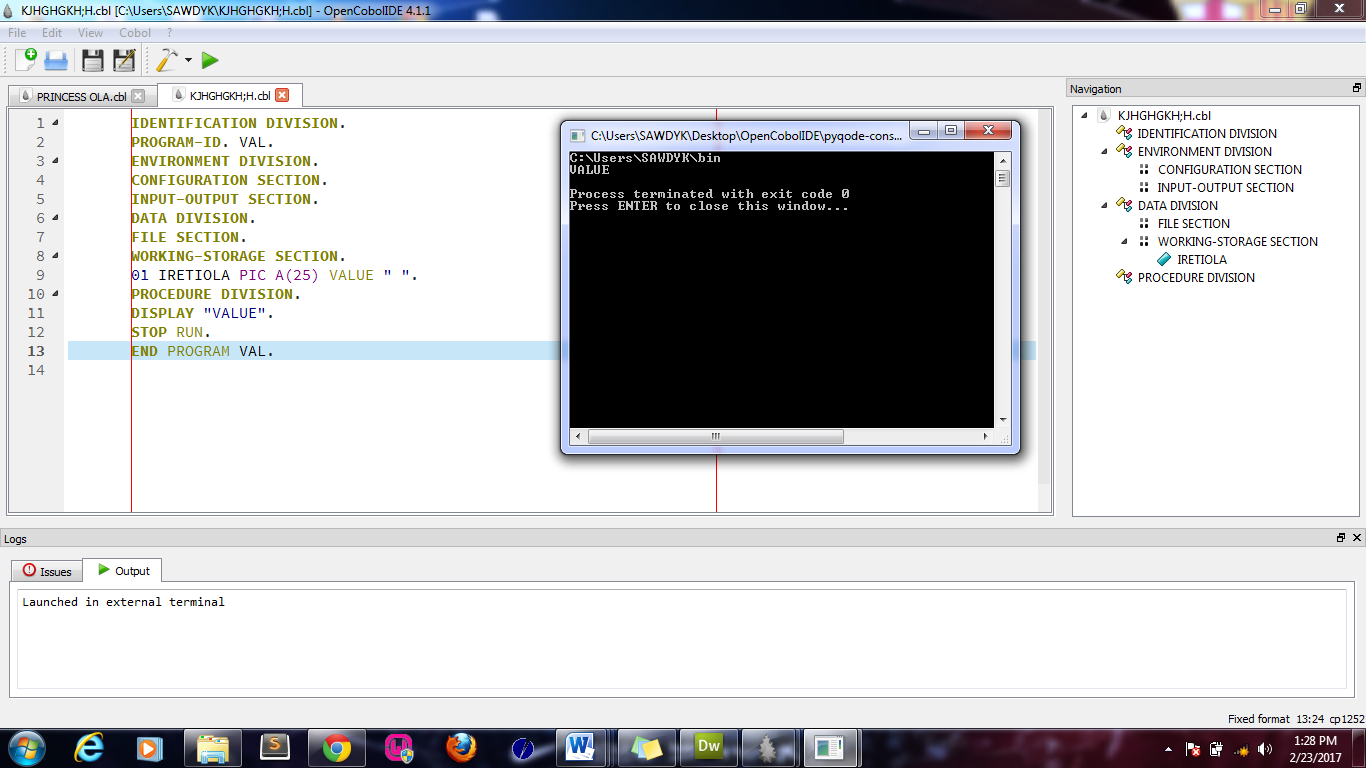 KJHGHGKH;H.cbl [C:\Users\SAWDYK\KJHGHGKH;H.cbl] - OpenCobolIDE 4.1.1
File Edit View Cobol ?
PRINCESS OLA.cbl
KJHGHGKH;H.cbl
1 IDENTIFICATION DIVISION.
2 PROGRAM-ID. VAL.
3 ENVIRONMENT DIVISION.
4 CONFIGURATION SECTION.
5 INPUT-OUTPUT SECTION.
6 DATA DIVISION.
7 FILE SECTION.
8 WORKING-STORAGE SECTION.
9 01 IRETIOLA PIC A(25) VALUE " ".
10 PROCEDURE DIVISION.
11 DISPLAY "VALUE".
12 STOP RUN.
13 END PROGRAM VAL.
14
C:\Users\SAWDYK\Desktop\OpenCobolIDE\pyqode-cons...
C:\Users\SAWDYK\bin
VALUE
Process terminated with exit code 0
Press ENTER to close this window...
Navigation
KJHGHGKH;H.cbl
IDENTIFICATION DIVISION
ENVIRONMENT DIVISION
CONFIGURATION SECTION
INPUT-OUTPUT SECTION
DATA DIVISION
FILE SECTION
WORKING-STORAGE SECTION
IRETIOLA
PROCEDURE DIVISION
Logs
Issues
Output
Launched in external terminal
Fixed format 13:24 cp1252
S
W
Dw
1:28 PM
2/23/2017